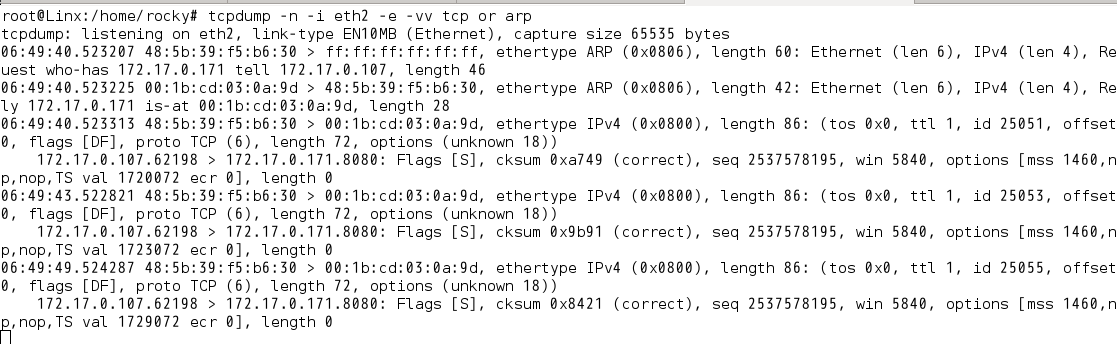 root@Linx:/home/rocky# tcpdump -n -i eth2 -e -vv tcp or arp
tcpdump: listening on eth2, link-type EN10MB (Ethernet), capture size 65535 bytes
06:49:40.523207 48:5b:39:f5:b6:30 > ff:ff:ff:ff:ff:ff, ethertype ARP (0x0806), length 60: Ethernet (len 6), IPv4 (len 4), Re
uest who-has 172.17.0.171 tell 172.17.0.107, length 46
06:49:40.523225 00:1b:cd:03:0a:9d > 48:5b:39:f5:b6:30, ethertype ARP (0x0806), length 42: Ethernet (len 6), IPv4 (len 4), Re
ly 172.17.0.171 is-at 00:1b:cd:03:0a:9d, length 28
06:49:40.523313 48:5b:39:f5:b6:30 > 00:1b:cd:03:0a:9d, ethertype IPv4 (0x0800), length 86: (tos 0x0, ttl 1, id 25051, offset
0, flags [DF], proto TCP (6), length 72, options (unknown 18))
    172.17.0.107.62198 > 172.17.0.171.8080: Flags [S], cksum 0xa749 (correct), seq 2537578195, win 5840, options [mss 1460,n
p,nop,TS val 1720072 ecr 0], length 0
06:49:43.522821 48:5b:39:f5:b6:30 > 00:1b:cd:03:0a:9d, ethertype IPv4 (0x0800), length 86: (tos 0x0, ttl 1, id 25053, offset
0, flags [DF], proto TCP (6), length 72, options (unknown 18))
    172.17.0.107.62198 > 172.17.0.171.8080: Flags [S], cksum 0x9b91 (correct), seq 2537578195, win 5840, options [mss 1460,n
p,nop,TS val 1723072 ecr 0], length 0
06:49:49.524287 48:5b:39:f5:b6:30 > 00:1b:cd:03:0a:9d, ethertype IPv4 (0x0800), length 86: (tos 0x0, ttl 1, id 25055, offset
0, flags [DF], proto TCP (6), length 72, options (unknown 18))
    172.17.0.107.62198 > 172.17.0.171.8080: Flags [S], cksum 0x8421 (correct), seq 2537578195, win 5840, options [mss 1460,n
p,nop,TS val 1729072 ecr 0], length 0